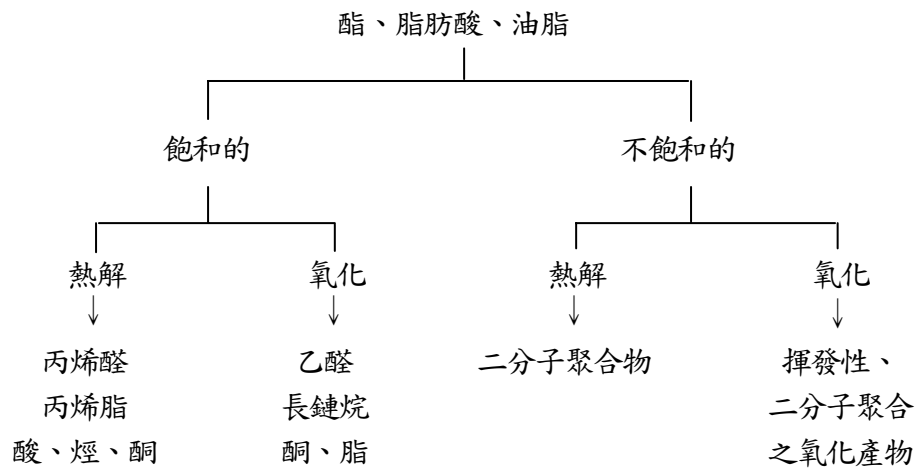 酯、脂肪酸、油脂
飽和的
不飽和的
熱解
氧化
熱解
氧化
丙烯醛
丙烯脂
酸、烴、酮
乙醛
長鏈烷
酮、脂
二分子聚合物
揮發性、
二分子聚合
之氧化產物